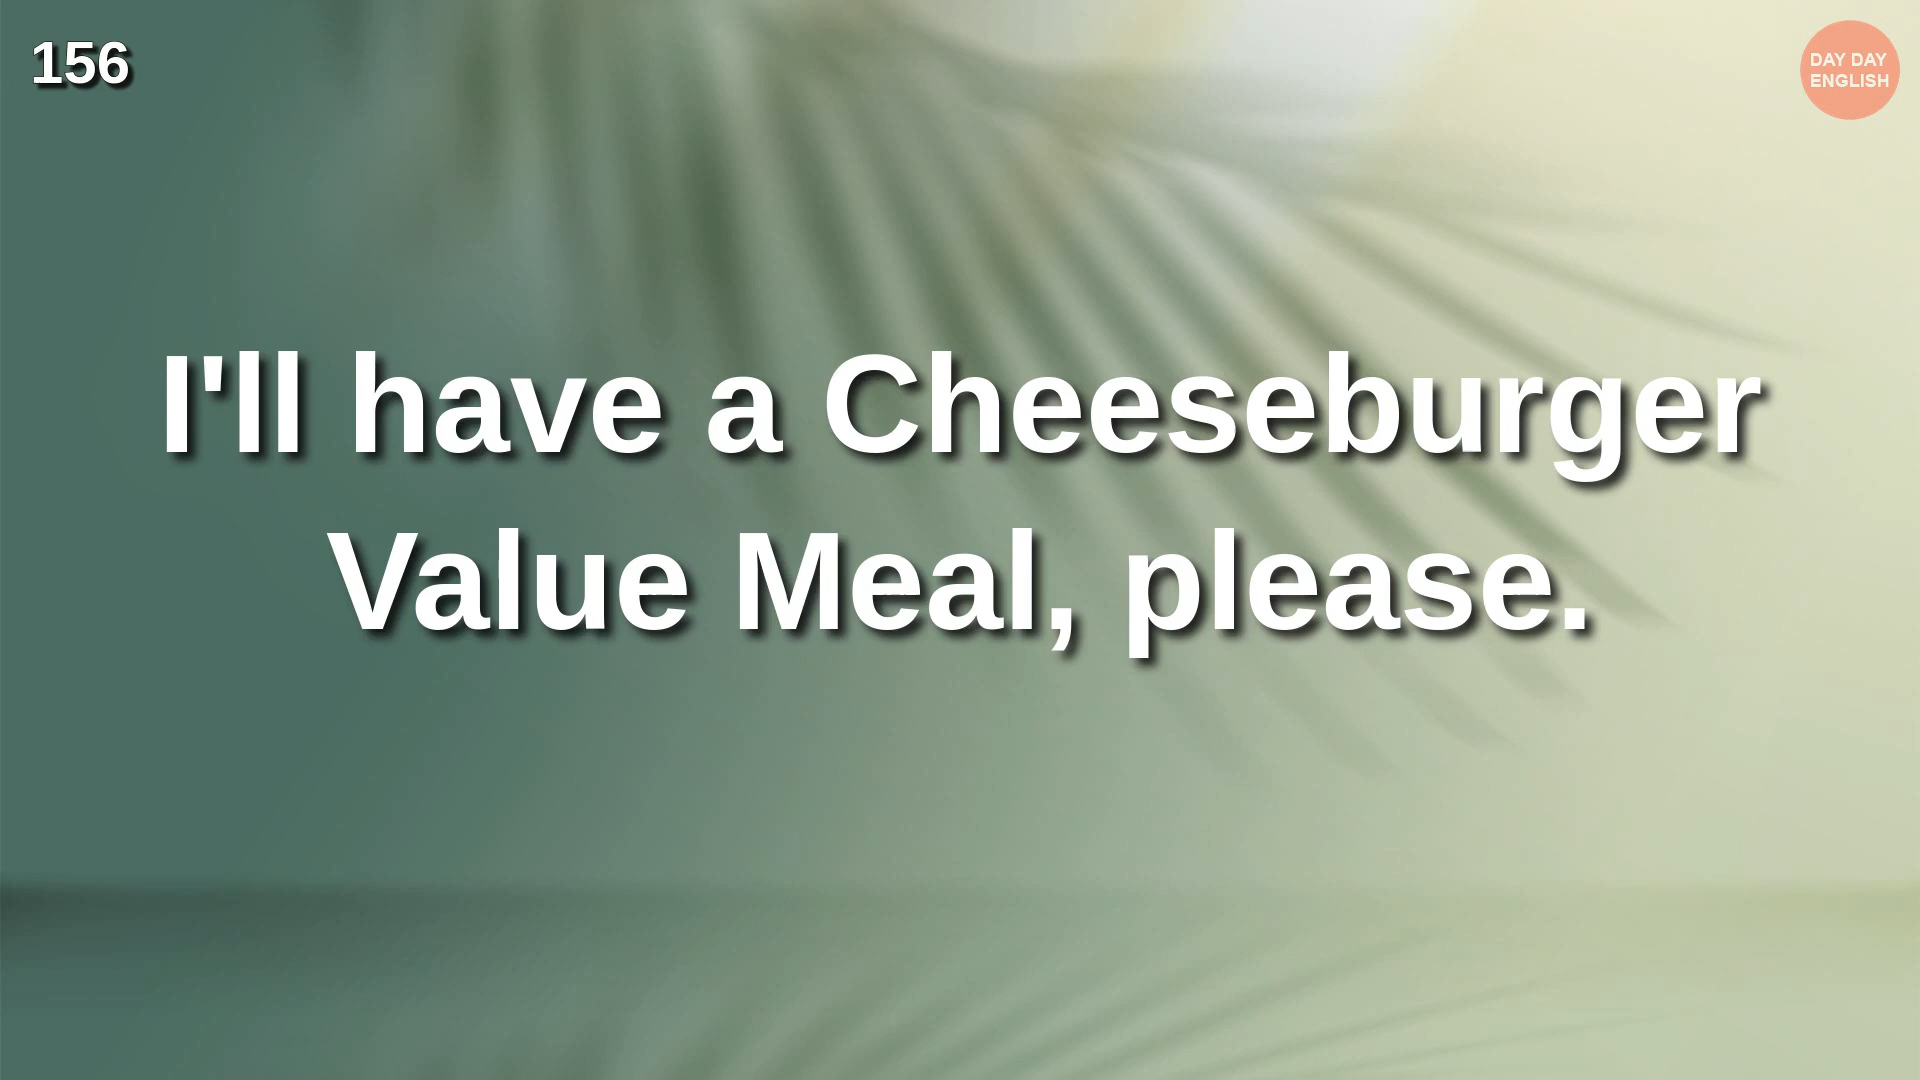 156
DAY DAY
ENGLISH
I'll have a Cheeseburger
Value Meal, please.